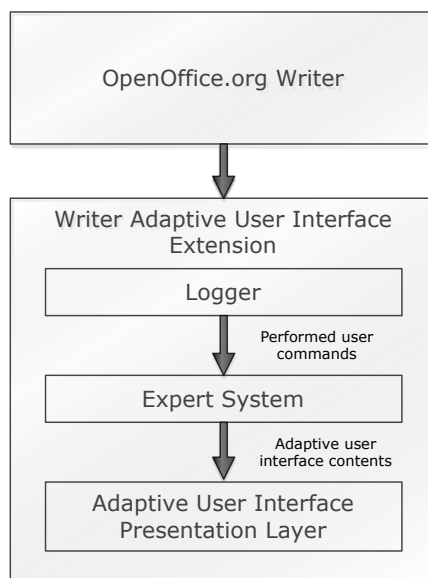 OpenOffice.org Writer
Writer Adaptive User Interface
Extension
Logger
Performed user
commands
Expert System
Adaptive user
interface contents
Adaptive User Interface
Presentation Layer